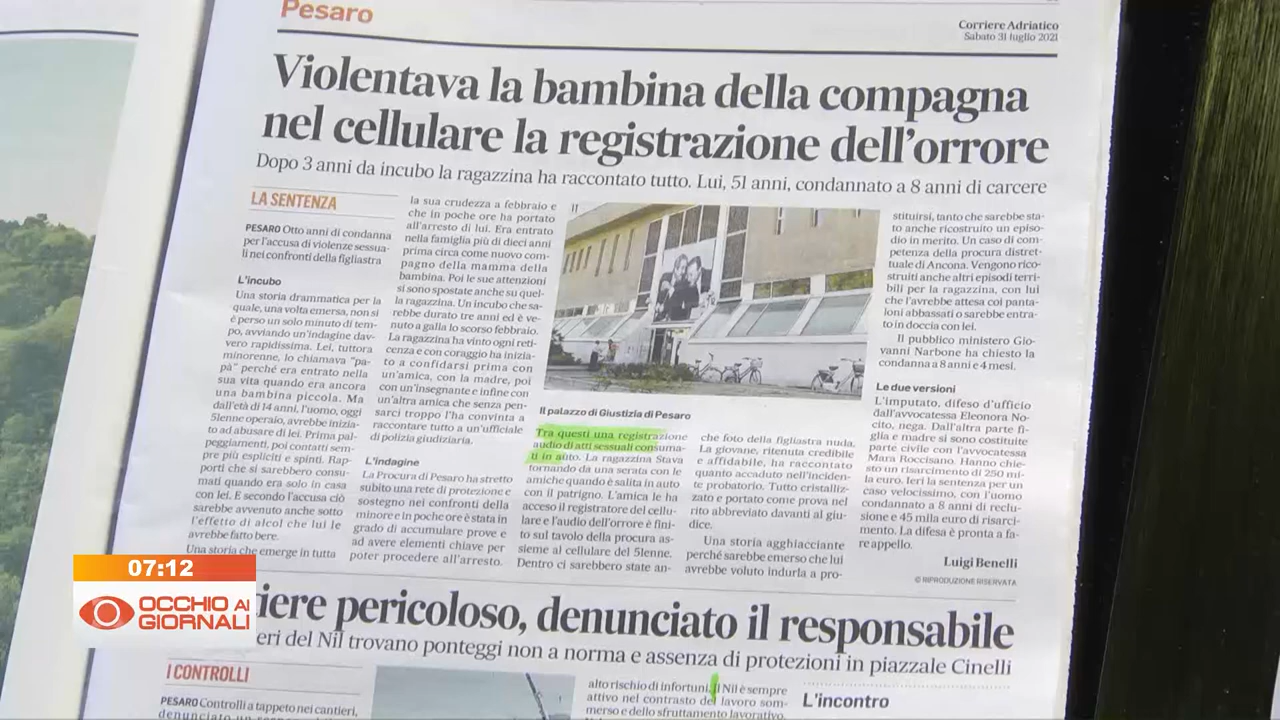 Pesaro
Corriere Adriatico
Sabato 31 luglio 2021
Violentava la bambina della compagna
nel cellulare la registrazione dell'orrore
Dopo 3 anni da incubo la ragazzina ha raccontato tutto. Lui, 51 anni, condannato a 8 anni di carcere
LA SENTENZA
PESARO Otto anni di condanna
per l'accusa di violenze sessua-
li nei confronti della figliastra
L'incubo
Una storia drammatica per la
quale, una volta emersa, non si
è perso un solo minuto di tem-
po, avviando un'indagine dav-
vero rapidissima. Lei, tuttora
minorenne, lo chiamava "pa-
pà" perché era entrato nella
sua vita quando era ancora
una bambina piccola. Ma
dall'età di 14 anni, l'uomo, oggi
51enne operaio, avrebbe inizia-
to ad abusare di lei. Prima pal-
peggiamenti, poi contatti sem-
pre più espliciti e spinti. Rap-
porti che si sarebbero consu-
mati quando era solo in casa
con lei. E secondo l'accusa ciò
sarebbe avvenuto anche sotto
l'effetto di alcol che lui le
avrebbe fatto bere.
Una storia che emerge in tutta
la sua crudezza a febbraio e
che in poche ore ha portato
all'arresto di lui. Era entrato
nella famiglia più di dieci anni
prima circa come nuovo com-
pagno della mamma della
bambina. Poi le sue attenzioni
si sono spostate anche su quel-
la ragazzina. Un incubo che sa-
rebbe durato tre anni ed è ve-
nuto a galla lo scorso febbraio.
La ragazzina ha vinto ogni reti-
cenza e con coraggio ha inizia-
to a confidarsi prima con
un'amica, con la madre, poi
con un'insegnante e infine con
un'altra amica che senza pen-
sarci troppo l'ha convinta a
raccontare tutto a un'ufficiale
di polizia giudiziaria.
L'indagine
La Procura di Pesaro ha stretto
subito una rete di protezione e
sostegno nei confronti della
minore e in poche ore è stata in
grado di accumulare prove e
ad avere elementi chiave per
poter procedere all'arresto.
Il palazzo di Giustizia di Pesaro
Tra questi una registrazione
audio di atti sessuali consuma-
ti in auto. La ragazzina Stava
tornando da una serata con le
amiche quando è salita in auto
con il patrigno. L'amica le ha
acceso il registratore del cellu-
lare e l'audio dell'orrore è fini-
to sul tavolo della procura as-
sieme al cellulare del 51enne.
Dentro ci sarebbero state an-
che foto della figliastra nuda.
La giovane, ritenuta credibile
e affidabile, ha raccontato
quanto accaduto nell'inciden-
te probatorio. Tutto cristalliz-
zato e portato come prova nel
rito abbreviato davanti al giu-
dice.
Una storia agghiacciante
perché sarebbe emerso che lui
avrebbe voluto indurla a pro-
stituirsi, tanto che sarebbe sta-
to anche ricostruito un episo-
dio in merito. Un caso di com-
petenza della procura distret-
tuale di Ancona. Vengono rico-
struiti anche altri episodi terri-
bili per la ragazzina, con lui
che l'avrebbe attesa coi panta-
loni abbassati o sarebbe entra-
to in doccia con lei.
Il pubblico ministero Gio-
vanni Narbone ha chiesto la
condanna a 8 anni e 4 mesi.
Le due versioni
L'imputato, difeso d'ufficio
dall'avvocatessa Eleonora No-
cito, nega. Dall'altra parte fi-
glia e madre si sono costituite
parte civile con l'avvocatessa
Mara Roccisano. Hanno chie-
sto un risarcimento di 250 mi-
la euro. Ieri la sentenza per un
caso velocissimo, con l'uomo
condannato a 8 anni di reclu-
sione e 45 mila euro di risarci-
mento. La difesa è pronta a fa-
re appello.
Luigi Benelli
© RIPRODUZIONE RISERVATA
07:12
OCCHIO AI
GIORNALI
iere pericoloso, denunciato il responsabile
eri del Nil trovano ponteggi non a norma e assenza di protezioni in piazzale Cinelli
I CONTROLLI
PESARO Controlli a tappeto nei cantieri,
alto rischio di infortuni. Il Nil è sempre
attivo nel contrasto del lavoro som-
merso e dello sfruttamento lavorativo.
L'incontro